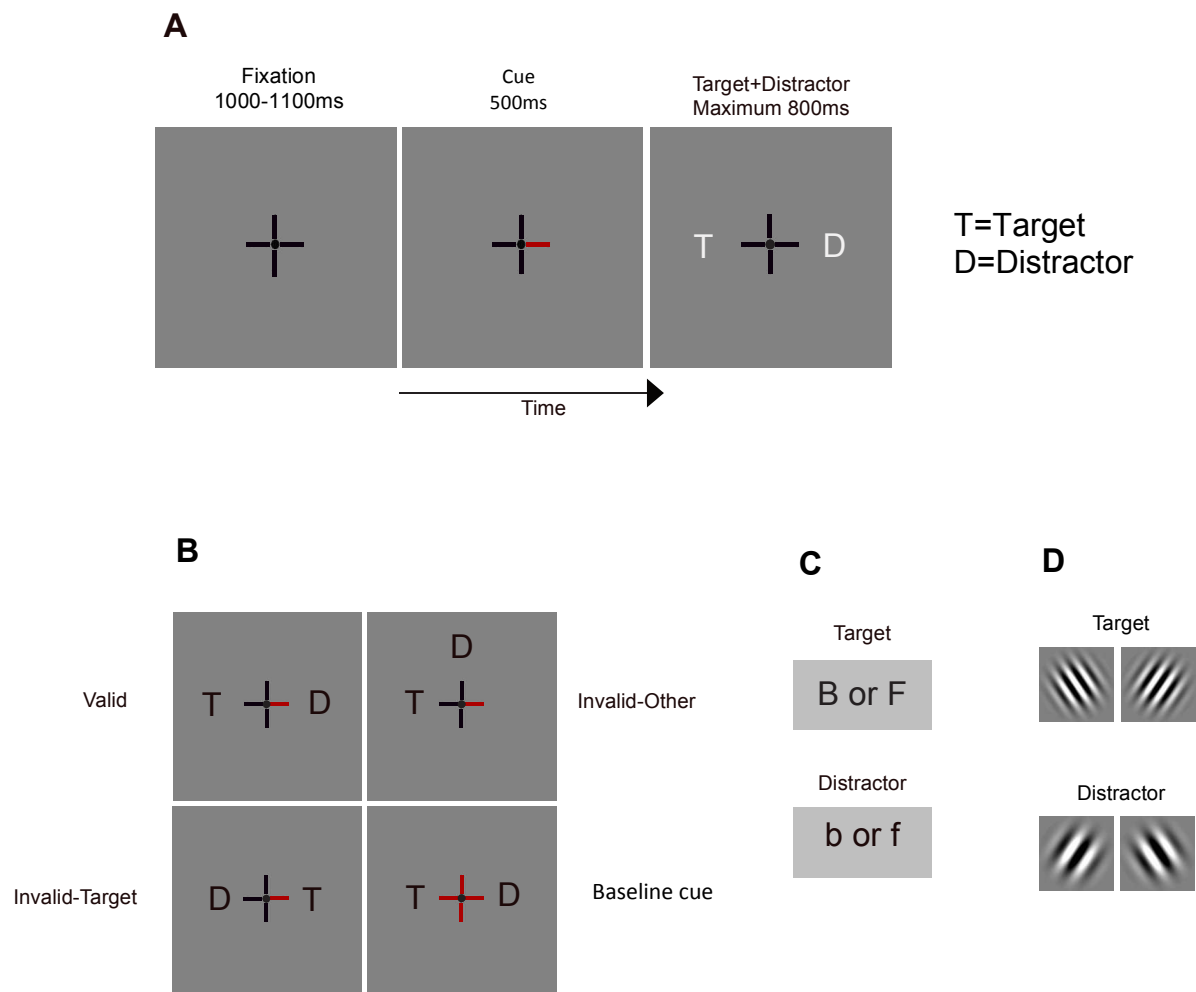 A
Fixation
1000-1100ms
Cue
500ms
Target+Distractor
Maximum 800ms
T D
T=Target
D=Distractor
Time
B
Valid
T D
D
T
Invalid-Other
Invalid-Target
D T
T D
Baseline cue
C
Target
B or F
Distractor
b or f
D
Target
Distractor